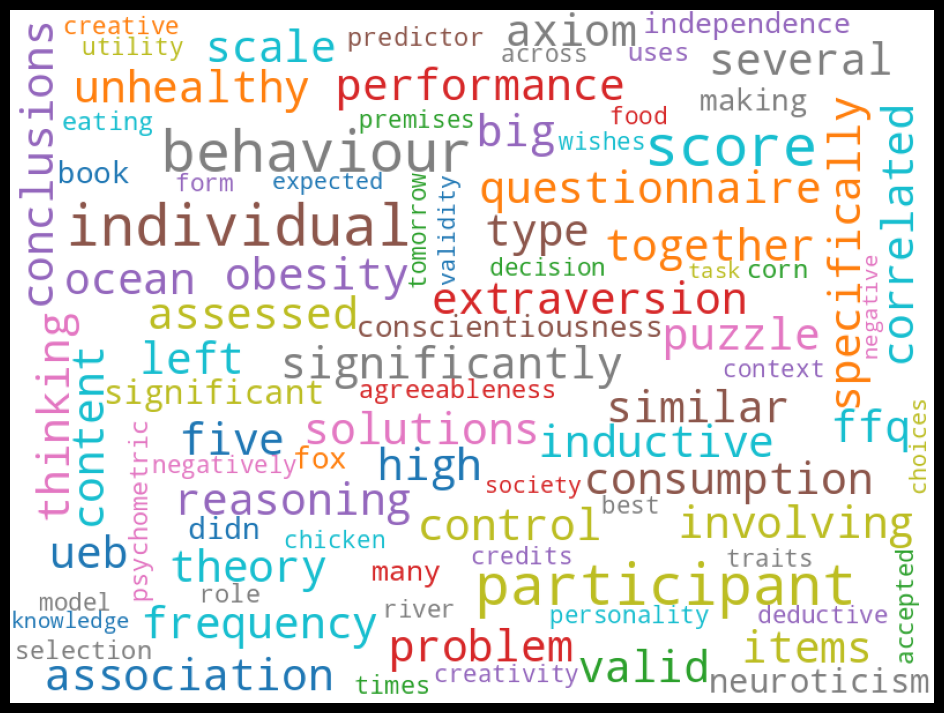 conclusions
creative
utility
scale
predictor
axiom
independence
across
uses
several
unhealthy
performance
making
eating
premises
food
behaviour
big
wishes
score
specifically
correlated
book
form
expected
tomorrow
validity
questionnaire
individual
type
together
ocean
obesity
decision
task
corn
negative
extraversion
assessed
conscientiousness
puzzle
thinking
content
left
significantly
context
significant
agreeableness
similar
choices
ffq
psychometric
five
solutions
inductive
negatively
fox
high
society
consumption
reasoning
best
didn
control
involving
ueb
chicken
credits
traits
theory
many
participant
accepted
model
role
river
personality
deductive
knowledge
frequency
problem
items
selection
association
times
creativity
valid
neuroticism